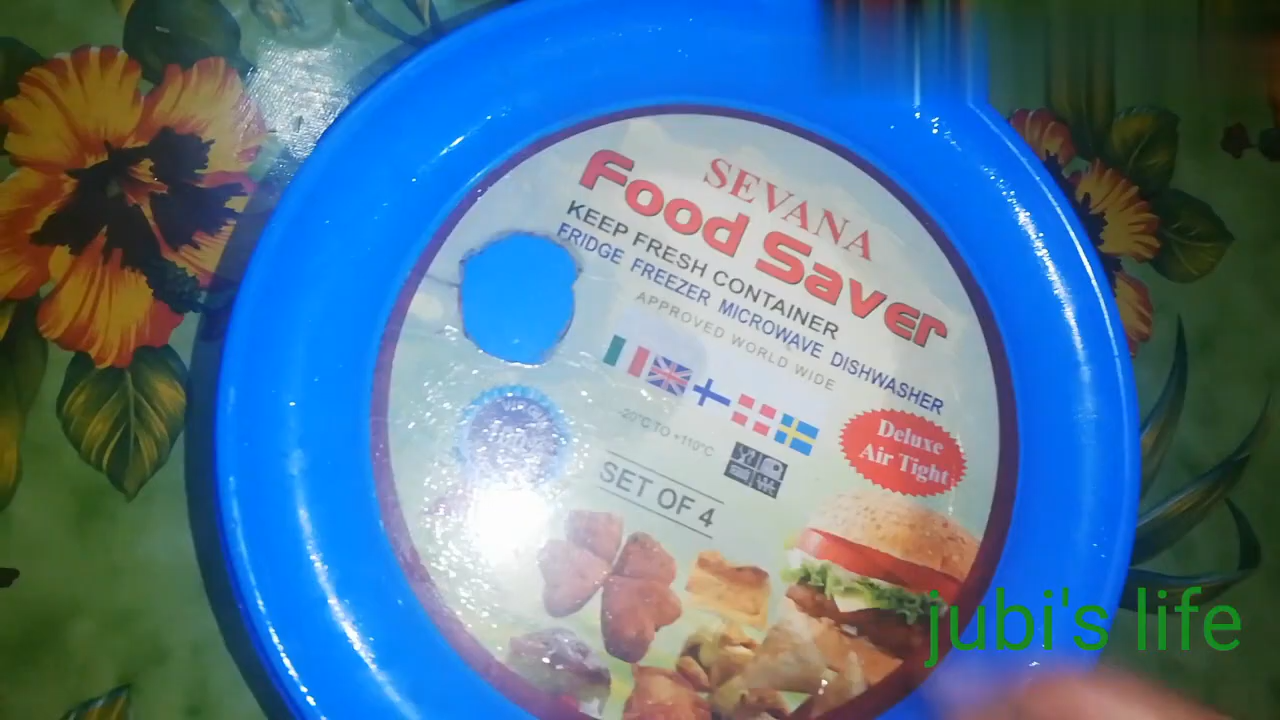 SEVANA
Food Saver
KEEP FRESH CONTAINER
FRIDGE FREEZER MICROWAVE DISHWASHER
APPROVED WORLD WIDE
-20°C TO +110°C
Deluxe
Air Tight
SET OF 4
jubi's life